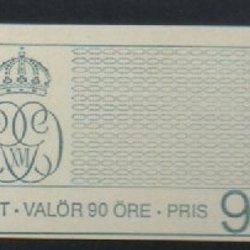 T · VALÖR 90 ÖRE · PRIS 9